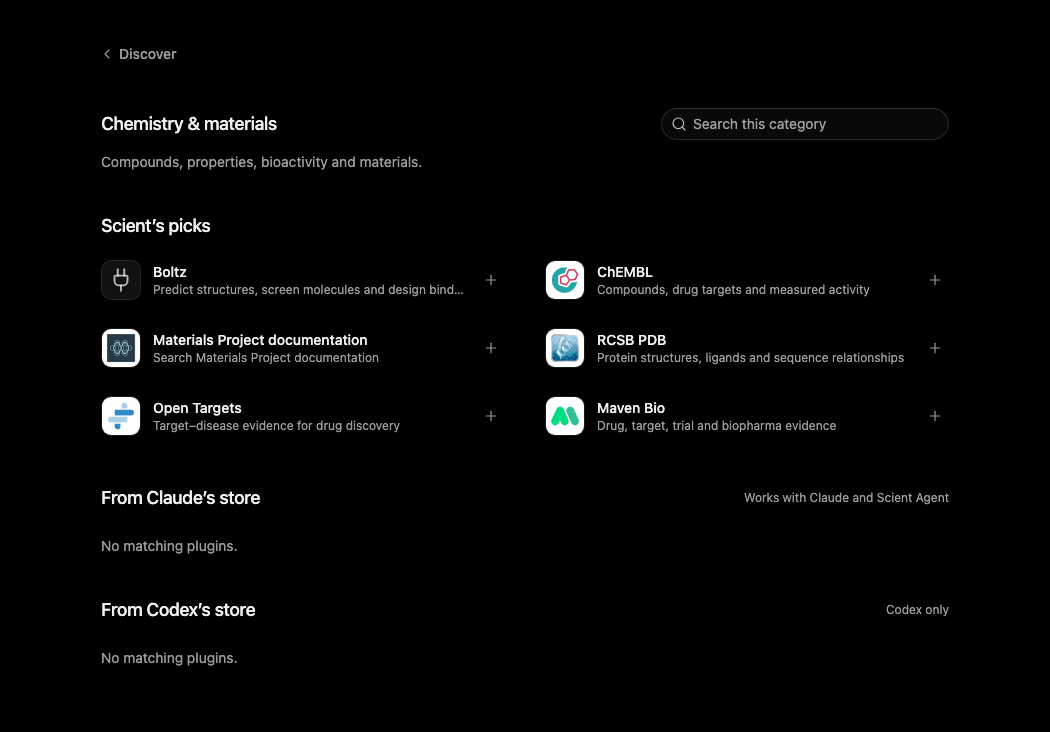 Discover
Chemistry & materials
Search this category
Compounds, properties, bioactivity and materials.
Scient's picks
Boltz
Predict structures, screen molecules and design bind...
ChEMBL
Compounds, drug targets and measured activity
Materials Project documentation
Search Materials Project documentation
RCSB PDB
Protein structures, ligands and sequence relationships
Open Targets
Target–disease evidence for drug discovery
Maven Bio
Drug, target, trial and biopharma evidence
From Claude's store
Works with Claude and Scient Agent
No matching plugins.
From Codex's store
Codex only
No matching plugins.